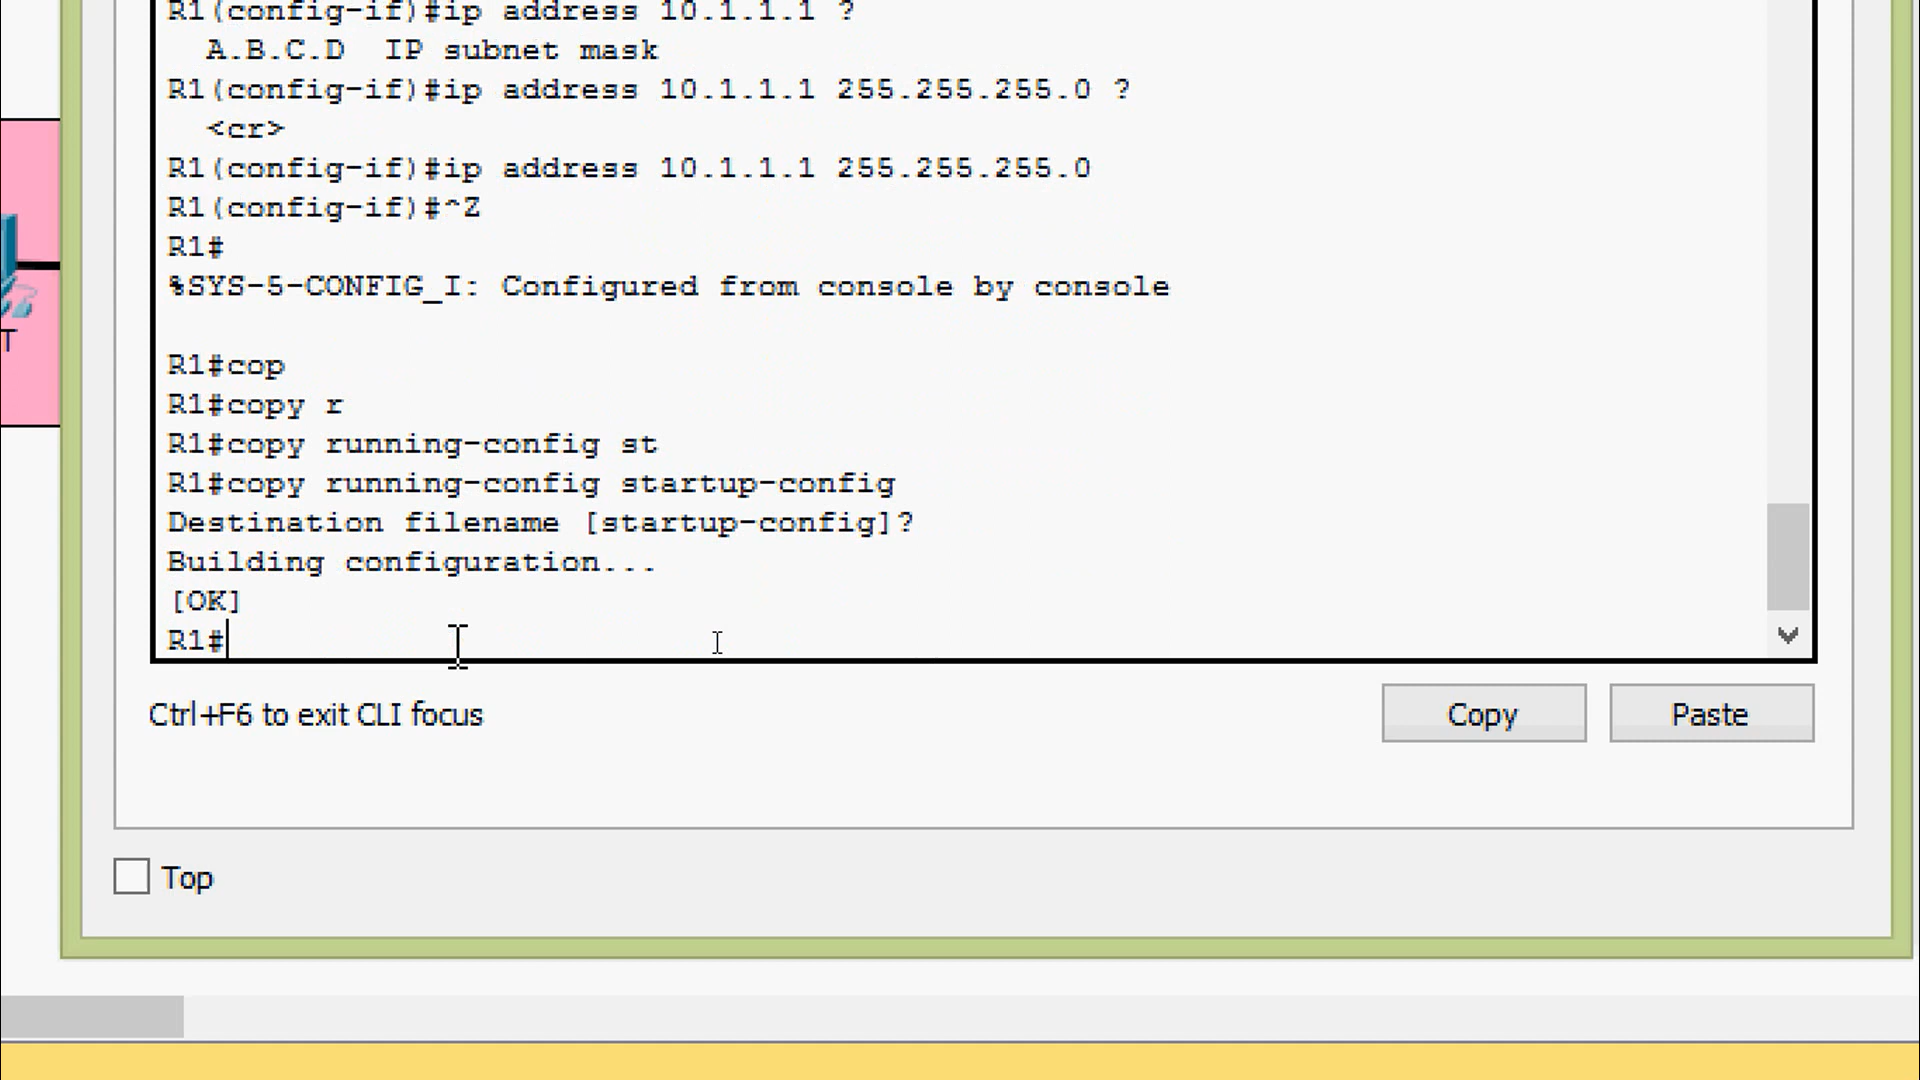 R1(config-if)#ip address 10.1.1.1 ?
A.B.C.D  IP subnet mask
R1(config-if)#ip address 10.1.1.1 255.255.255.0 ?
<cr>
R1(config-if)#ip address 10.1.1.1 255.255.255.0
R1(config-if)#^Z
R1#
%SYS-5-CONFIG_I: Configured from console by console
R1#cop
R1#copy r
R1#copy running-config st
R1#copy running-config startup-config
Destination filename [startup-config]?
Building configuration...
[OK]
R1#
T
Ctrl+F6 to exit CLI focus
Copy
Paste
Top